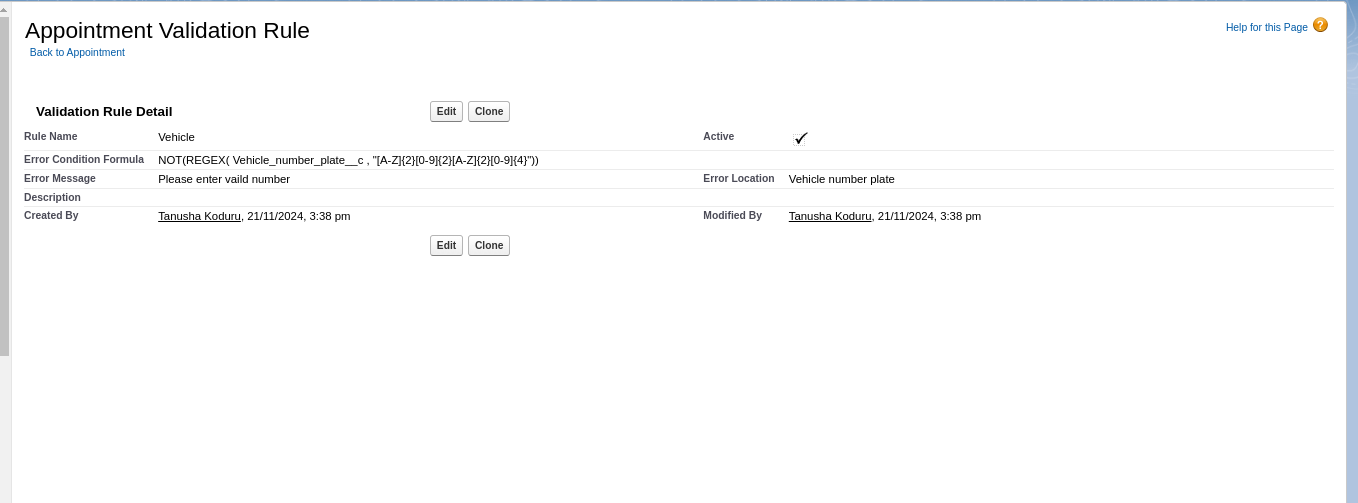 Appointment Validation Rule
Help for this Page ?
Back to Appointment
Validation Rule Detail Edit Clone
Rule Name Vehicle Active
Error Condition Formula NOT(REGEX( Vehicle_number_plate__c , "[A-Z]{2}[0-9]{2}[A-Z]{2}[0-9]{4}"))
Error Message Please enter vaild number Error Location Vehicle number plate
Description
Created By Tanusha Koduru, 21/11/2024, 3:38 pm Modified By Tanusha Koduru, 21/11/2024, 3:38 pm
Edit Clone